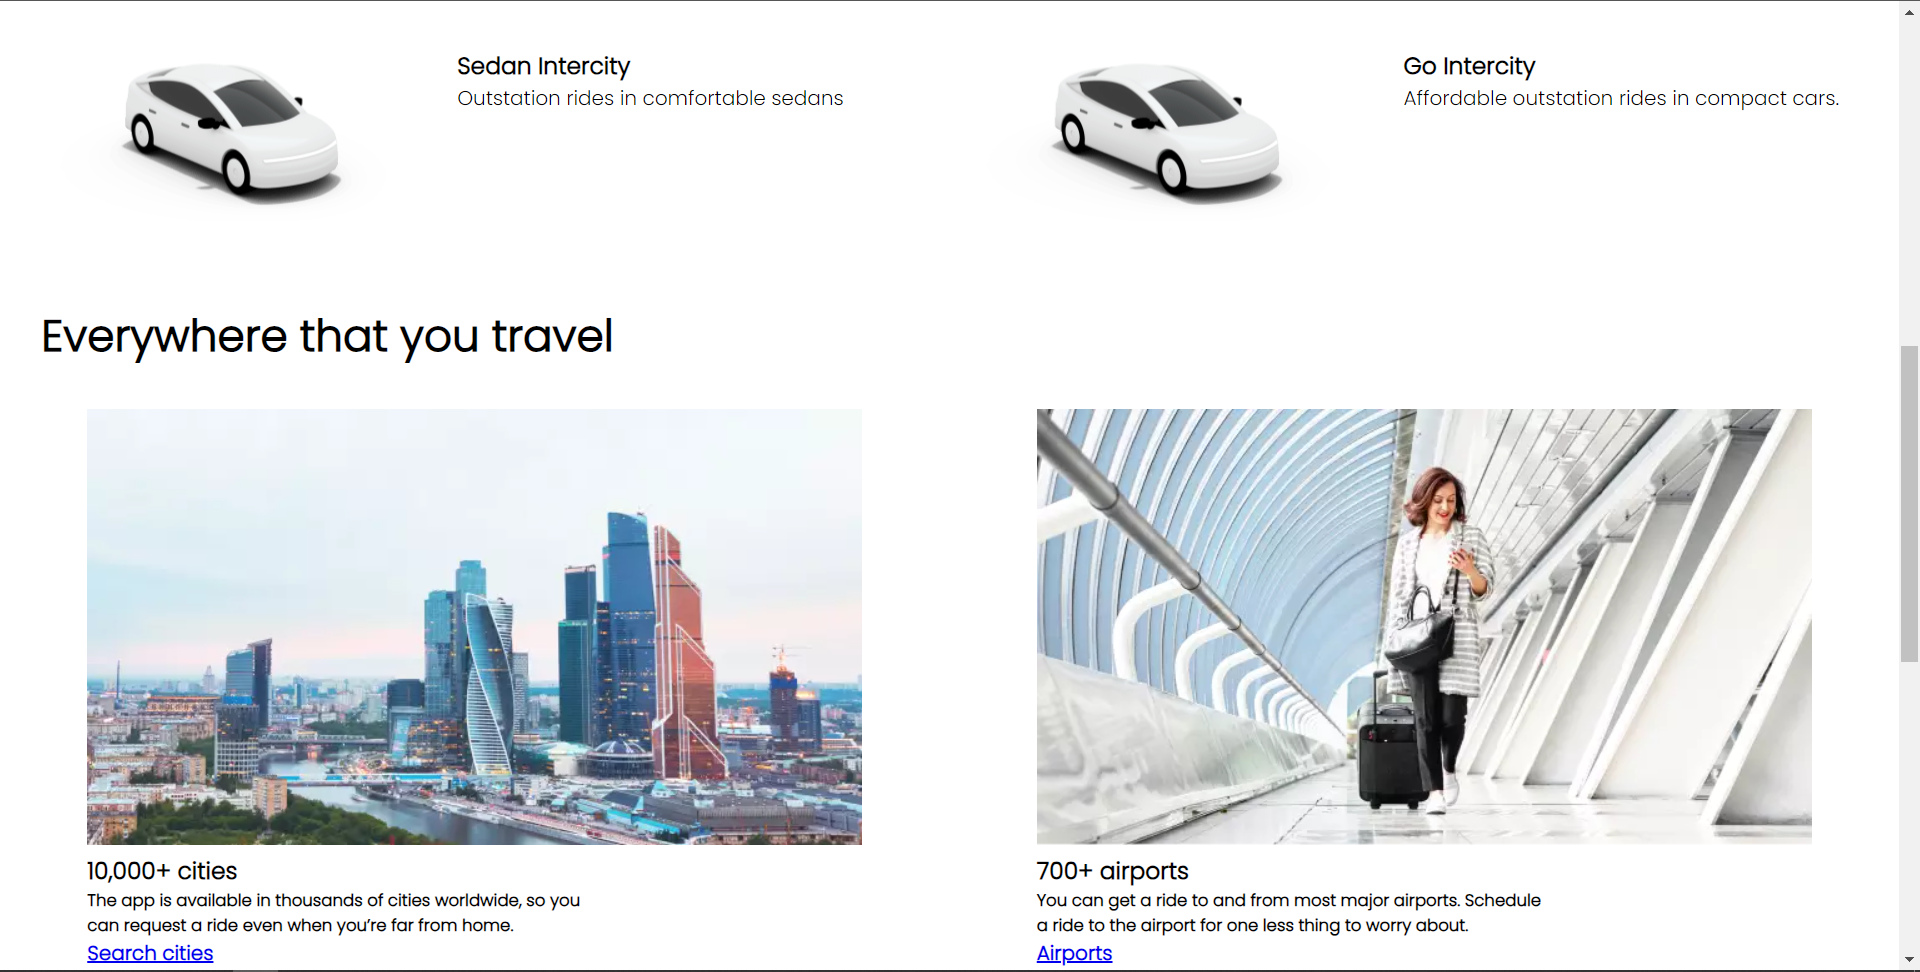 Sedan Intercity
Outstation rides in comfortable sedans
Go Intercity
Affordable outstation rides in compact cars.
Everywhere that you travel
10,000+ cities
The app is available in thousands of cities worldwide, so you
can request a ride even when you’re far from home.
Search cities
700+ airports
You can get a ride to and from most major airports. Schedule
a ride to the airport for one less thing to worry about.
Airports